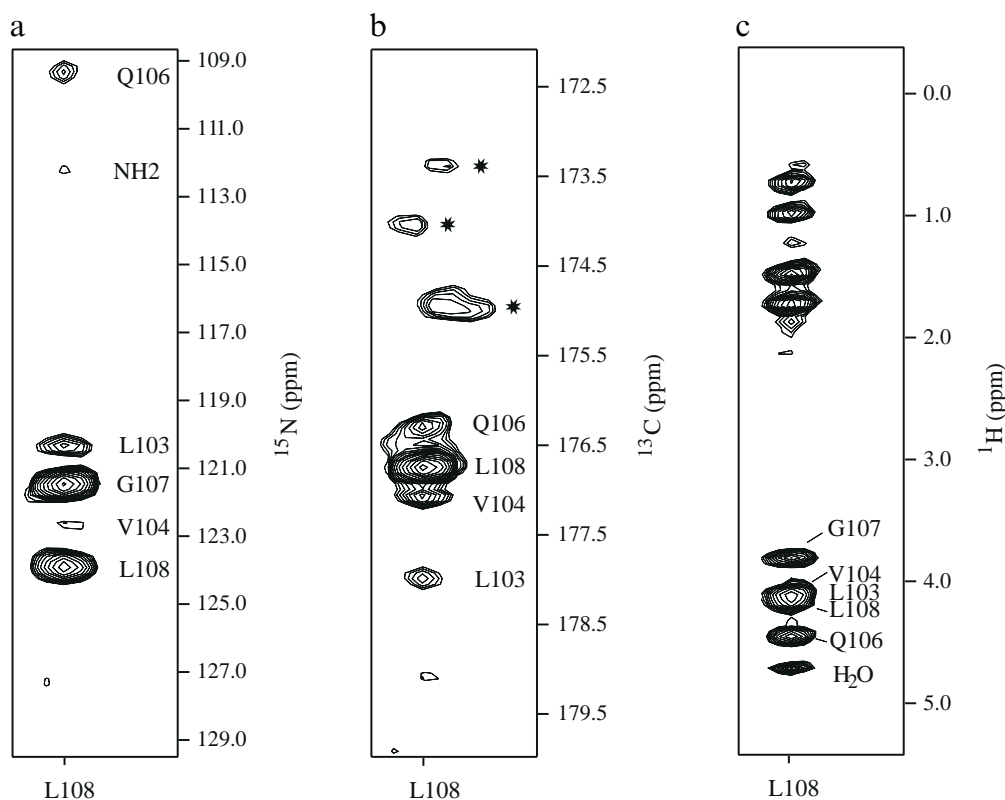 a
b
c
Q106
NH2
L103
G107
V104
L108
109.0
111.0
113.0
115.0
117.0
119.0
121.0
123.0
125.0
127.0
129.0
15N (ppm)
L108
Q106
L108
V104
L103
172.5
173.5
174.5
175.5
176.5
177.5
178.5
179.5
13C (ppm)
L108
G107
V104
L103
L108
Q106
H2O
0.0
1.0
2.0
3.0
4.0
5.0
1H (ppm)
L108